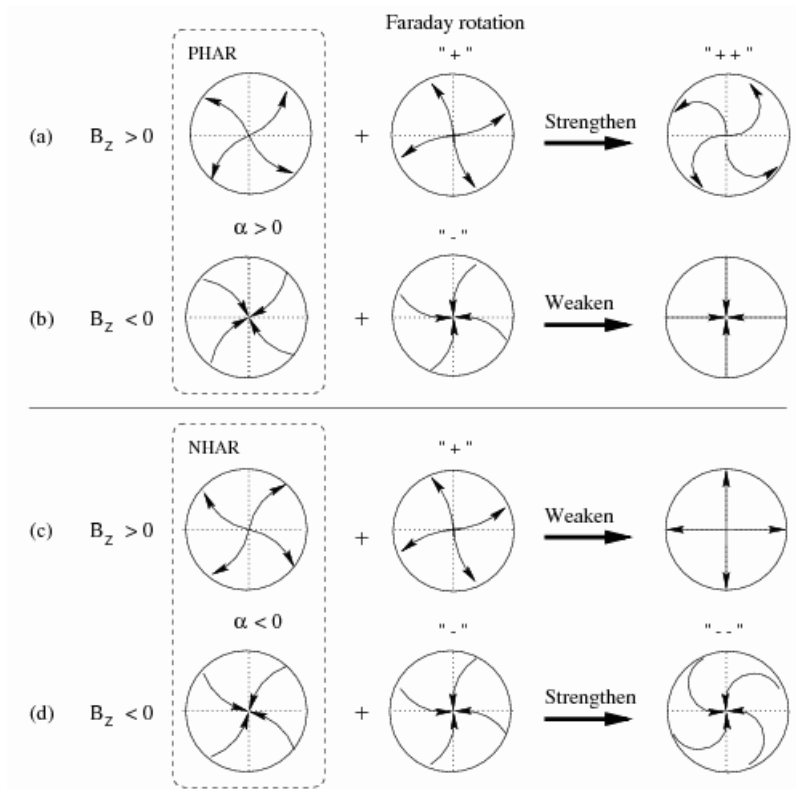 Faraday rotation
PHAR "+" "++"
(a) B_z > 0 + Strengthen
α > 0
"-"
(b) B_z < 0 + Weaken
NHAR "+"
(c) B_z > 0 + Weaken
α < 0
"-" "--"
(d) B_z < 0 + Strengthen